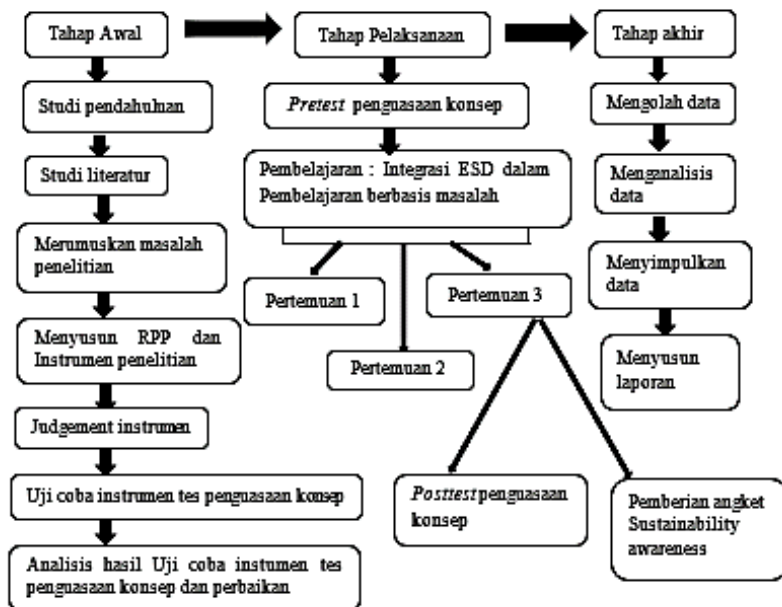 Tahap Awal
Tahap Pelaksanaan
Tahap akhir
Studi pendahuluan
Studi literatur
Merumuskan masalah
penelitian
Menyusun RPP dan
Instrumen penelitian
Judgement instrumen
Uji coba instrumen tes penguasaan konsep
Analisis hasil Uji coba instumen tes
penguasaan konsep dan perbaikan
Pretest penguasaan konsep
Pembelajaran : Integrasi ESD dalam
Pembelajaran berbasis masalah
Pertemuan 1
Pertemuan 2
Pertemuan 3
Posttest penguasaan
konsep
Pemberian angket
Sustainability
awareness
Mengolah data
Menganalisis
data
Menyimpulkan
data
Menyusun
laporan